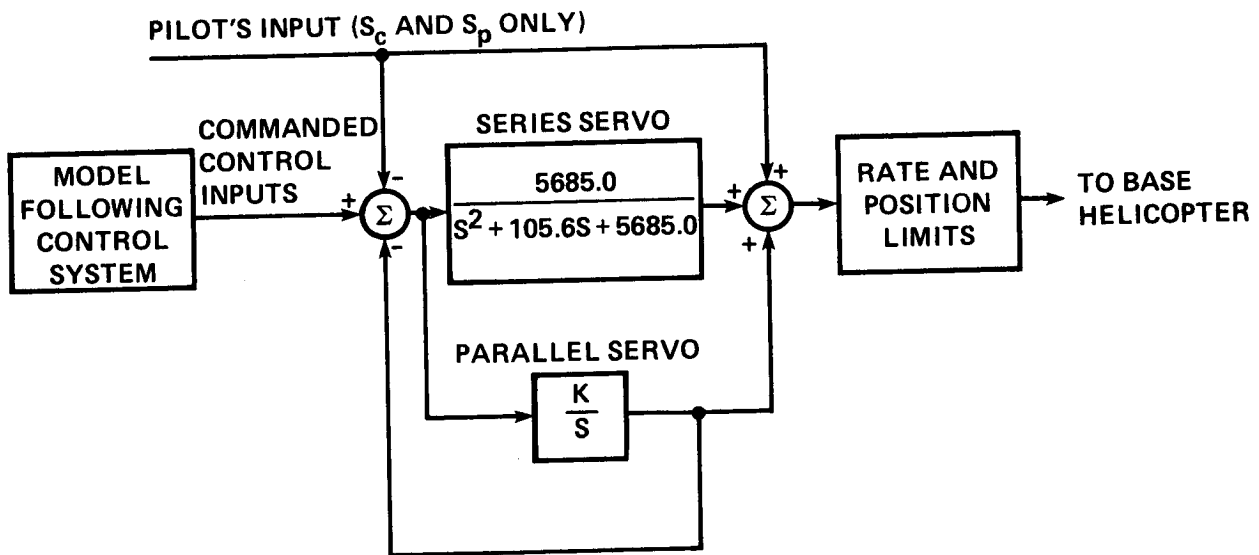 PILOT'S INPUT (Sc AND Sp ONLY)
COMMANDED
CONTROL
INPUTS
MODEL
FOLLOWING
CONTROL
SYSTEM
+
-
Σ
-
SERIES SERVO
5685.0
S² + 105.6S + 5685.0
PARALLEL SERVO
K
S
+
+
Σ
+
RATE AND
POSITION
LIMITS
TO BASE
HELICOPTER